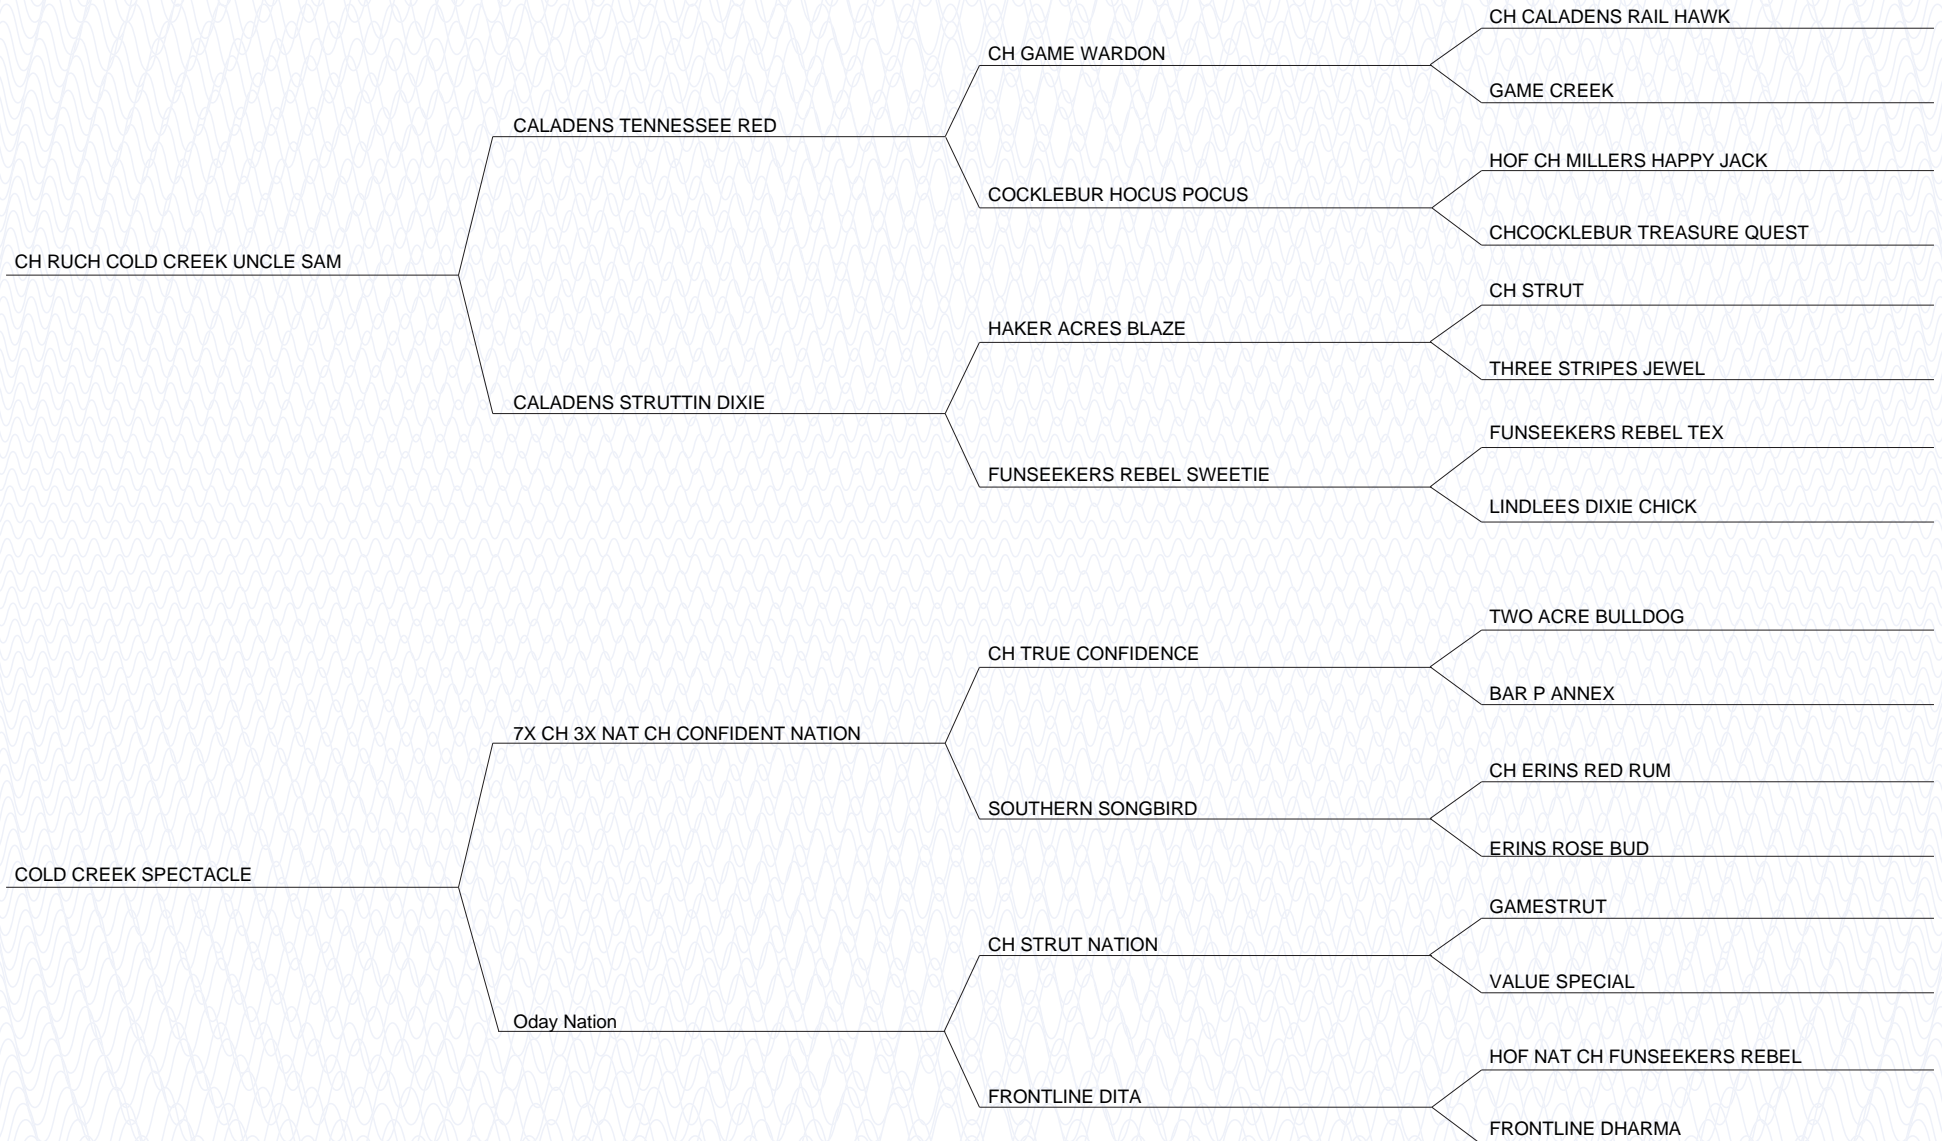 CH CALADENS RAIL HAWK
CH GAME WARDON
GAME CREEK
CALADENS TENNESSEE RED
HOF CH MILLERS HAPPY JACK
COCKLEBUR HOCUS POCUS
CHCOCKLEBUR TREASURE QUEST
CH RUCH COLD CREEK UNCLE SAM
CH STRUT
HAKER ACRES BLAZE
THREE STRIPES JEWEL
CALADENS STRUTTIN DIXIE
FUNSEEKERS REBEL TEX
FUNSEEKERS REBEL SWEETIE
LINDLEES DIXIE CHICK
TWO ACRE BULLDOG
CH TRUE CONFIDENCE
BAR P ANNEX
7X CH 3X NAT CH CONFIDENT NATION
CH ERINS RED RUM
SOUTHERN SONGBIRD
ERINS ROSE BUD
COLD CREEK SPECTACLE
GAMESTRUT
CH STRUT NATION
VALUE SPECIAL
Oday Nation
HOF NAT CH FUNSEEKERS REBEL
FRONTLINE DITA
FRONTLINE DHARMA